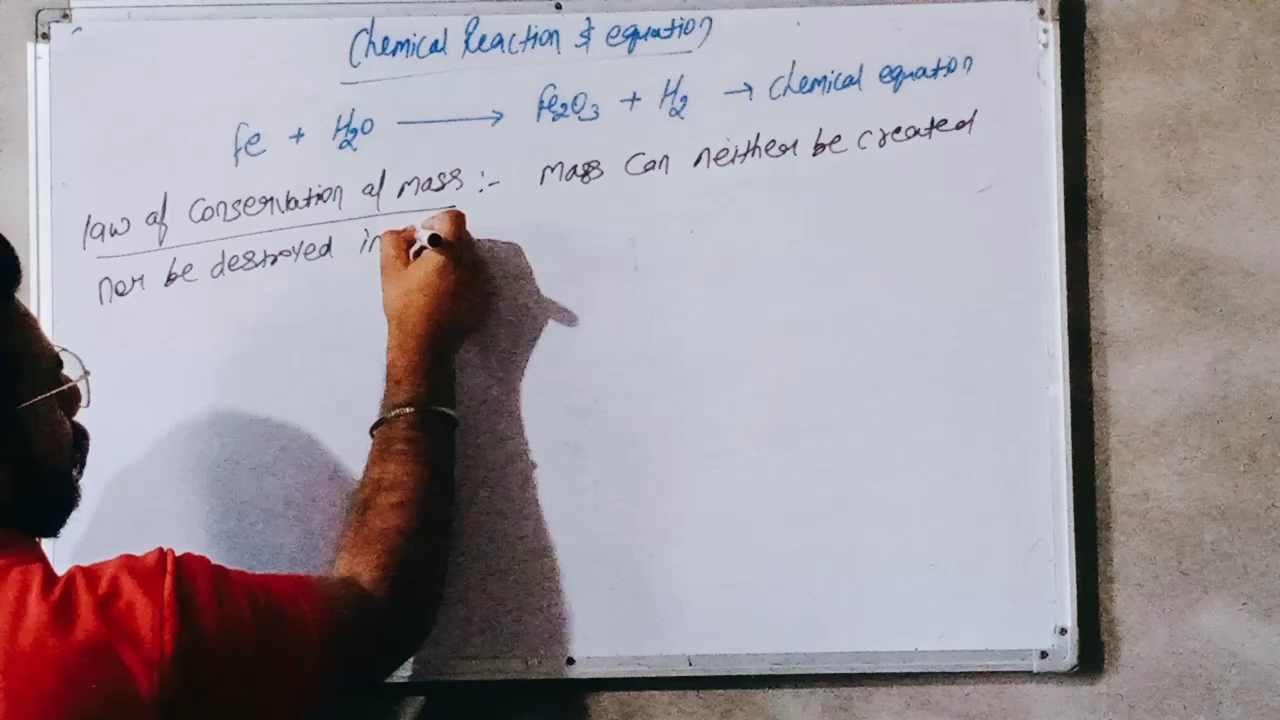 Chemical Reaction & equation
Fe + H₂O ⟶ Fe₂O₃ + H₂ → chemical equation
law of conservation of mass :- mass can neither be created
nor be destroyed in